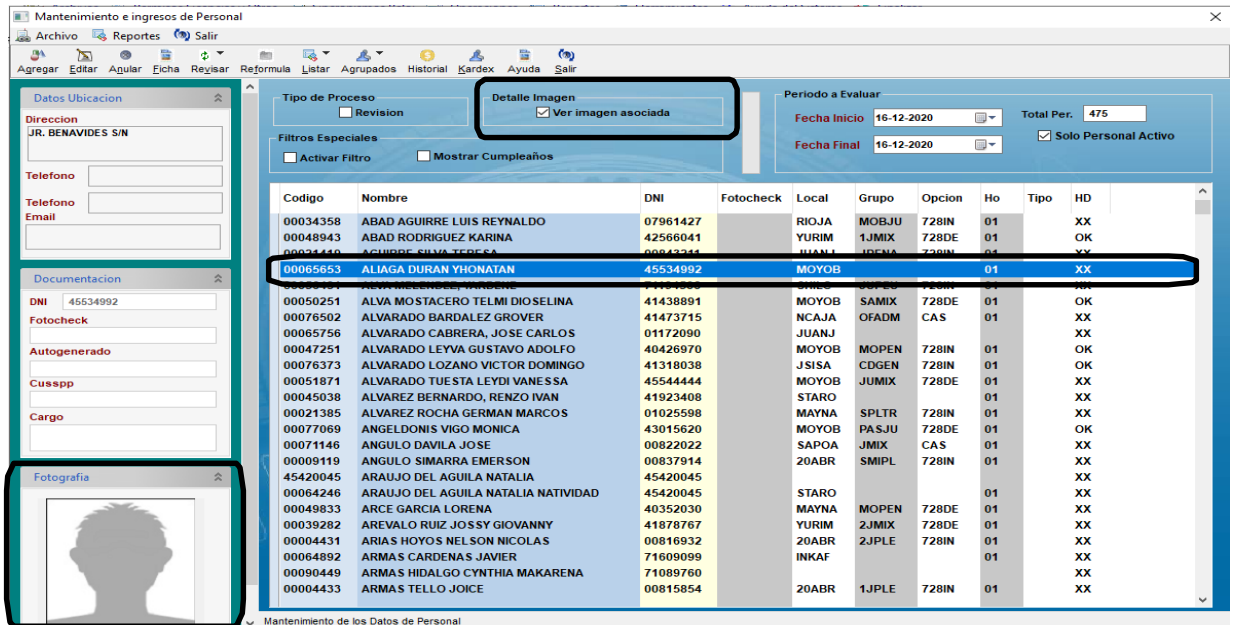 Mantenimiento e ingresos de Personal
Archivo Reportes Salir
Agregar Editar Anular Ficha Revisar Reformula Listar Agrupados Historial Kardex Ayuda Salir
Datos Ubicacion
Direccion
JR. BENAVIDES S/N
Telefono
Telefono
Email
Documentacion
DNI 45534992
Fotocheck
Autogenerado
Cusspp
Cargo
Fotografia
Tipo de Proceso
Revision
Detalle Imagen
Ver imagen asociada
Filtros Especiales
Activar Filtro Mostrar Cumpleaños
Periodo a Evaluar
Fecha Inicio 16-12-2020
Fecha Final 16-12-2020
Total Per. 475
Solo Personal Activo
Codigo Nombre DNI Fotocheck Local Grupo Opcion Ho Tipo HD
00034358 ABAD AGUIRRE LUIS REYNALDO 07961427 RIOJA MOBJU 728IN 01 XX
00048943 ABAD RODRIGUEZ KARINA 42566041 YURIM 1JMIX 728DE 01 OK
AGUIRRE SILVA TERESA
00065653 ALIAGA DURAN YHONATAN 45534992 MOYOB 01 XX
00050251 ALVA MOSTACERO TELMI DIOSELINA 41438891 MOYOB SAMIX 728DE 01 OK
00076502 ALVARADO BARDALEZ GROVER 41473715 NCAJA OFADM CAS 01 XX
00065756 ALVARADO CABRERA, JOSE CARLOS 01172090 JUANJ 01 XX
00047251 ALVARADO LEYVA GUSTAVO ADOLFO 40426970 MOYOB MOPEN 728IN 01 OK
00076373 ALVARADO LOZANO VICTOR DOMINGO 41318038 JSISA CDGEN 728IN 01 OK
00051871 ALVARADO TUESTA LEYDI VANESSA 45544444 MOYOB JUMIX 728DE 01 XX
00045038 ALVAREZ BERNARDO, RENZO IVAN 41923408 STARO 01 XX
00021385 ALVAREZ ROCHA GERMAN MARCOS 01025598 MAYNA SPLTR 728IN 01 XX
00077069 ANGELDONIS VIGO MONICA 43015620 MOYOB PASJU 728DE 01 OK
00071146 ANGULO DAVILA JOSE 00822022 SAPOA JMIX CAS 01 XX
00009119 ANGULO SIMARRA EMERSON 00837914 20ABR SMIPL 728IN 01 XX
45420045 ARAUJO DEL AGUILA NATALIA 45420045 XX
00064246 ARAUJO DEL AGUILA NATALIA NATIVIDAD 45420045 STARO 01 XX
00049833 ARCE GARCIA LORENA 40352030 MAYNA MOPEN 728DE 01 XX
00039282 AREVALO RUIZ JOSSY GIOVANNY 41878767 YURIM 2JMIX 728DE 01 XX
00004431 ARIAS HOYOS NELSON NICOLAS 00816932 20ABR 2JPLE 728IN 01 XX
00064892 ARMAS CARDENAS JAVIER 71609099 INKAF 01 XX
00090449 ARMAS HIDALGO CYNTHIA MAKARENA 71089760 XX
00004433 ARMAS TELLO JOICE 00815854 20ABR 1JPLE 728IN 01 XX
Mantenimiento de los Datos de Personal